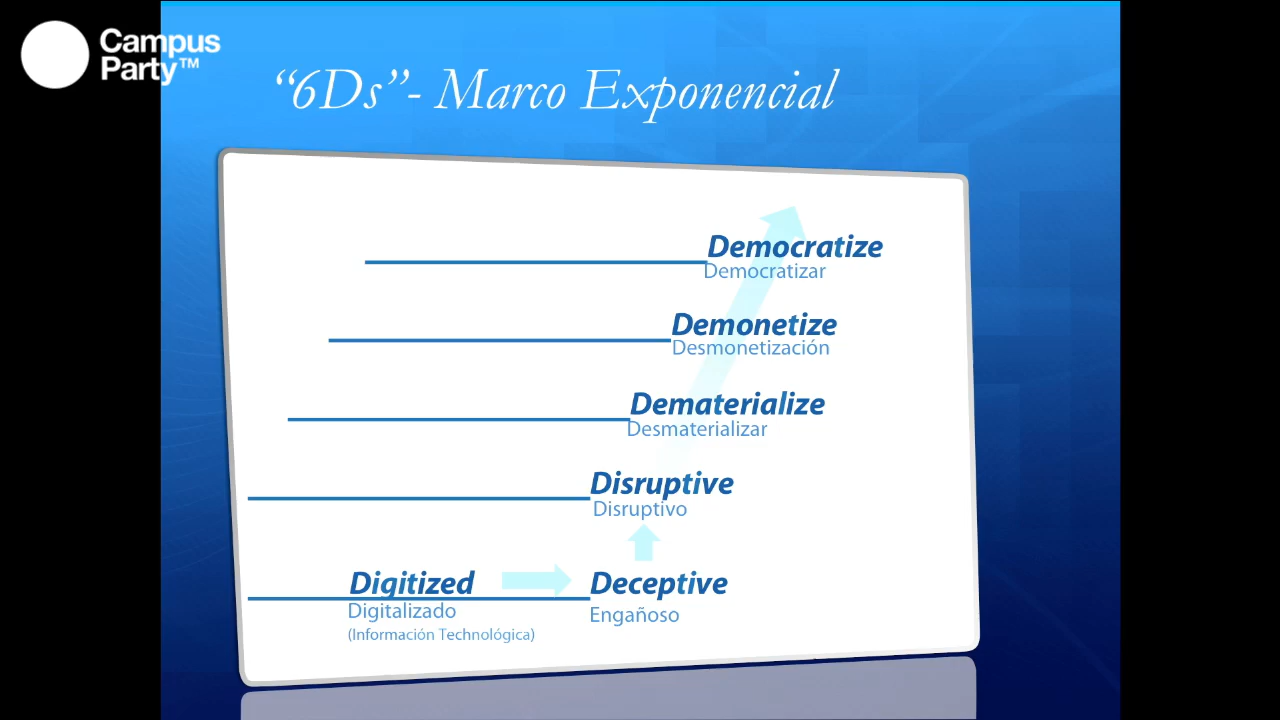 Campus
Party™
“6Ds”- Marco Exponencial
Democratize
Democratizar
Demonetize
Desmonetización
Dematerialize
Desmaterializar
Disruptive
Disruptivo
Digitized
Deceptive
Digitalizado
Engañoso
(Información Technológica)